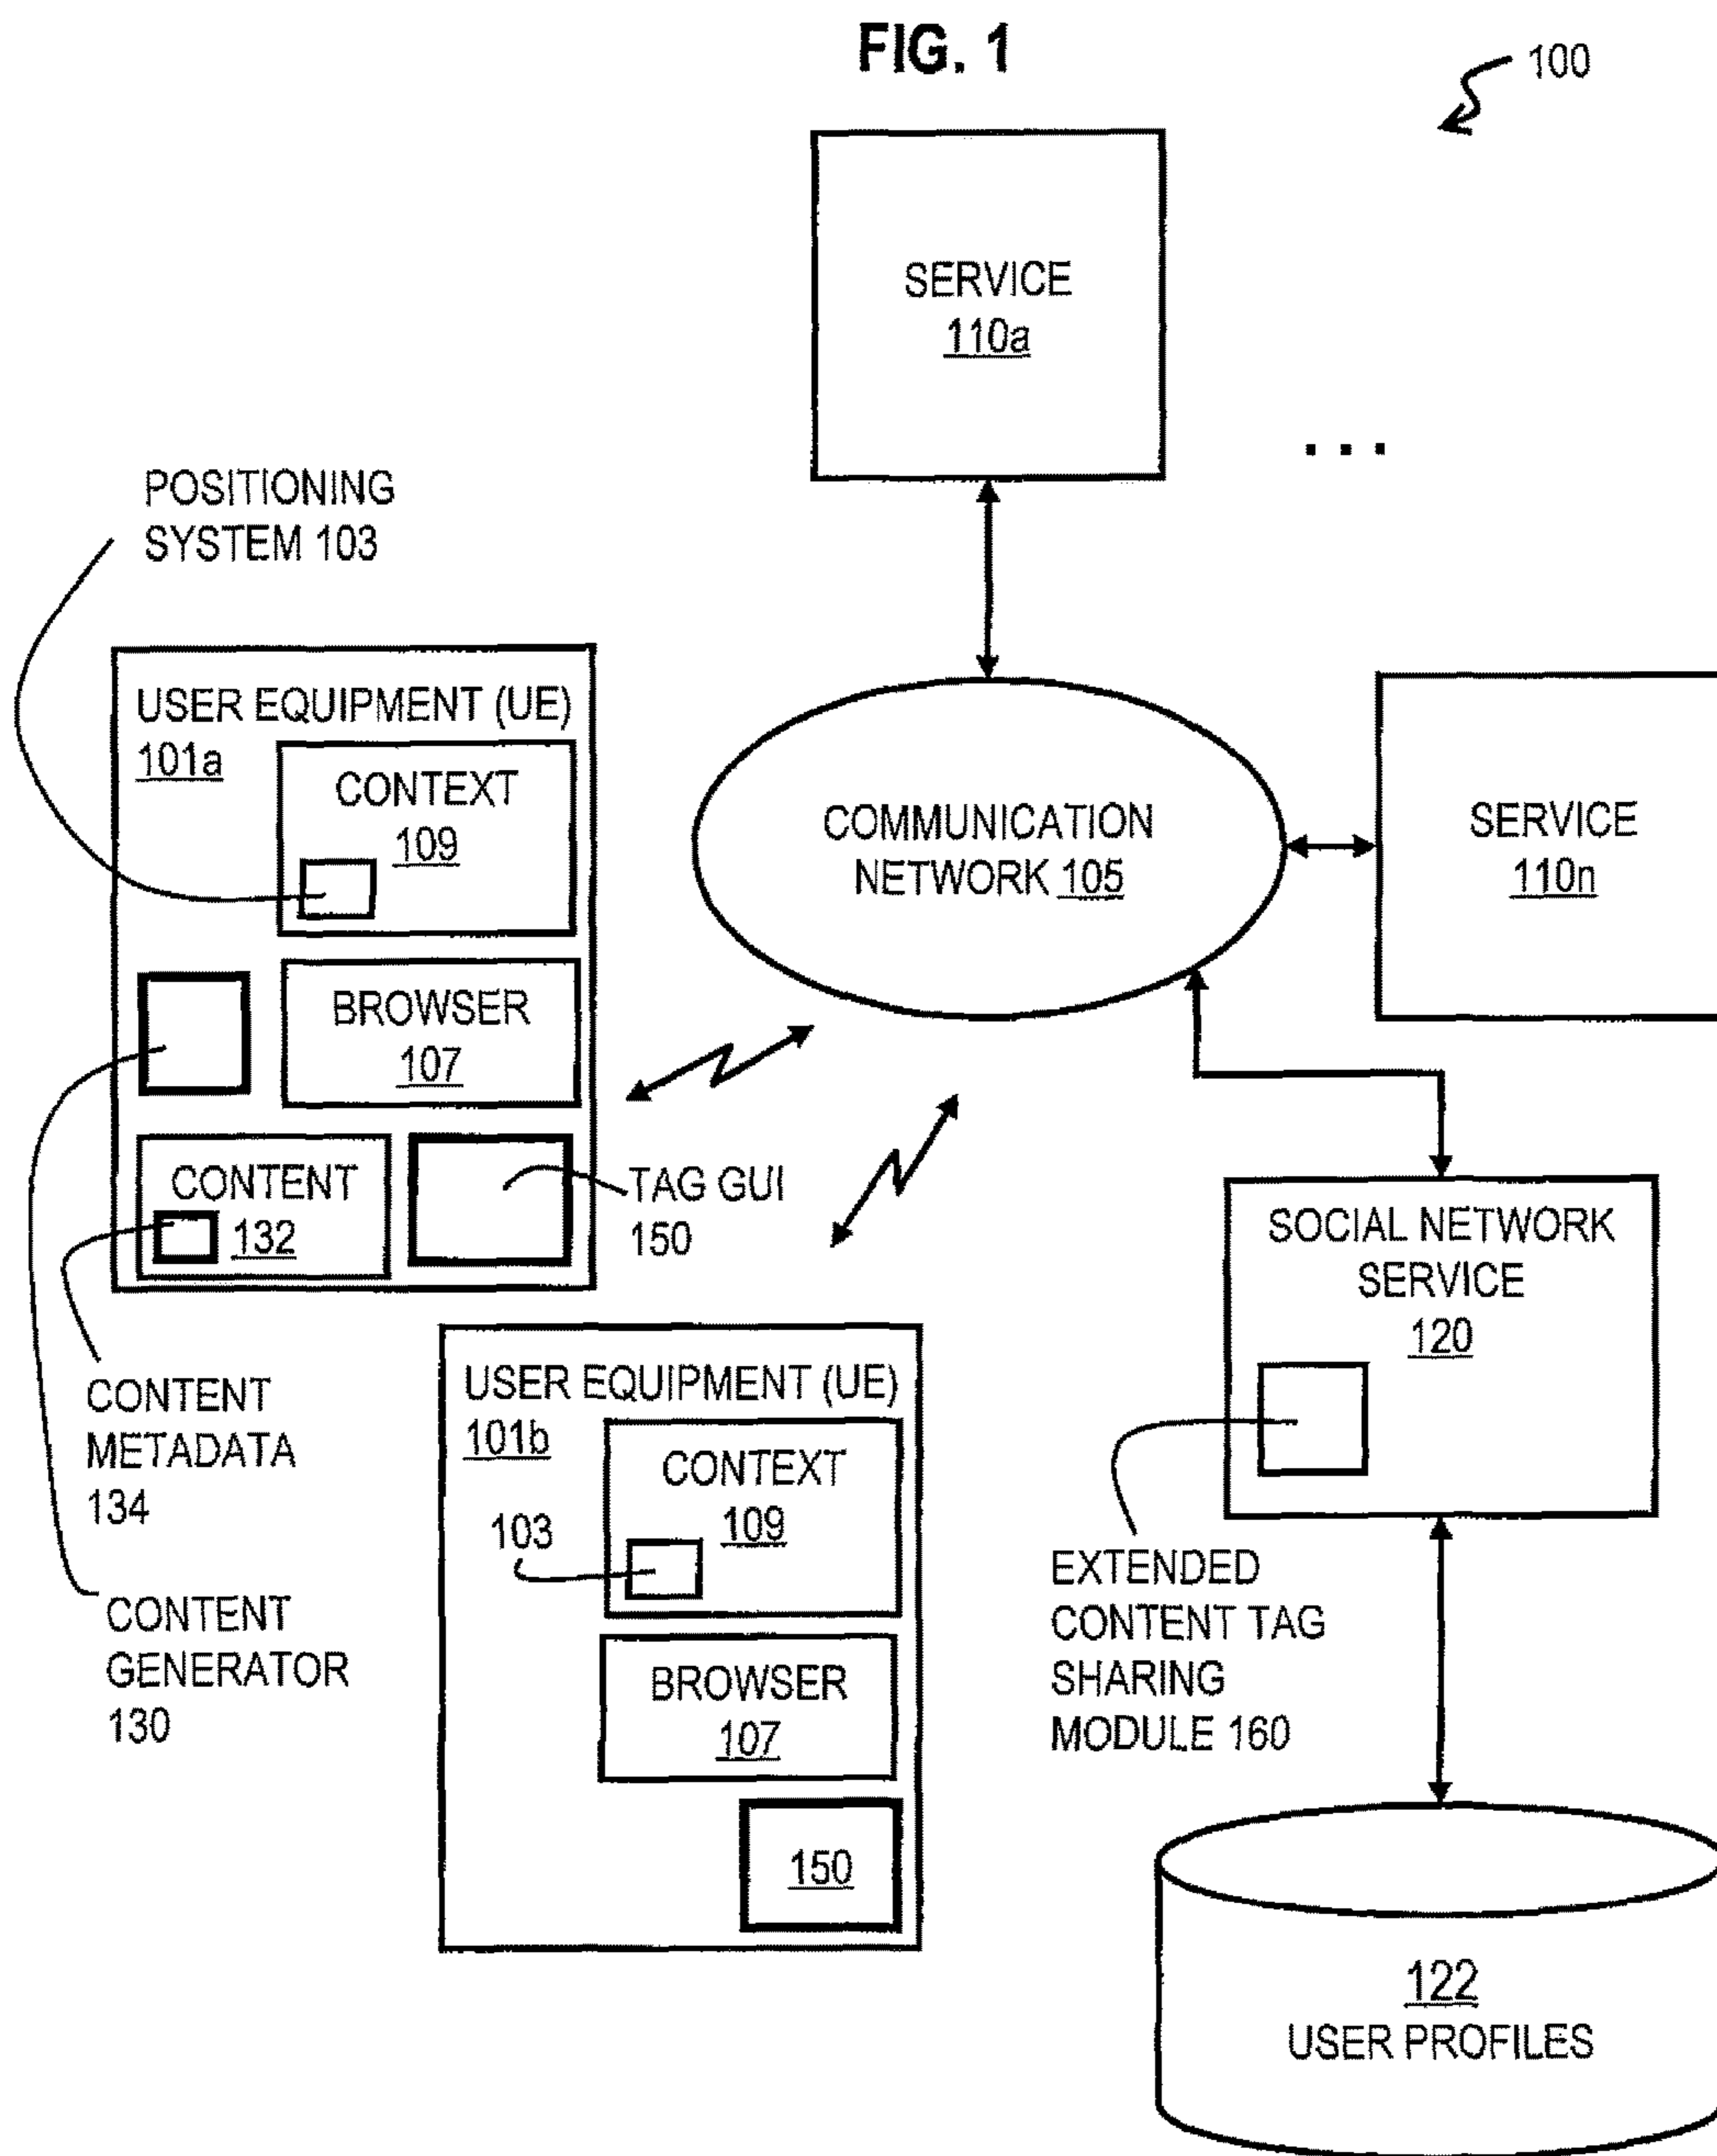 FIG. 1
100
SERVICE
110a
. . .
POSITIONING
SYSTEM 103
USER EQUIPMENT (UE)
101a
CONTEXT
109
BROWSER
107
CONTENT
132
TAG GUI
150
COMMUNICATION
NETWORK 105
SERVICE
110n
SOCIAL NETWORK
SERVICE
120
CONTENT
METADATA
134
CONTENT
GENERATOR
130
USER EQUIPMENT (UE)
101b
CONTEXT
109
103
BROWSER
107
150
EXTENDED
CONTENT TAG
SHARING
MODULE 160
122
USER PROFILES